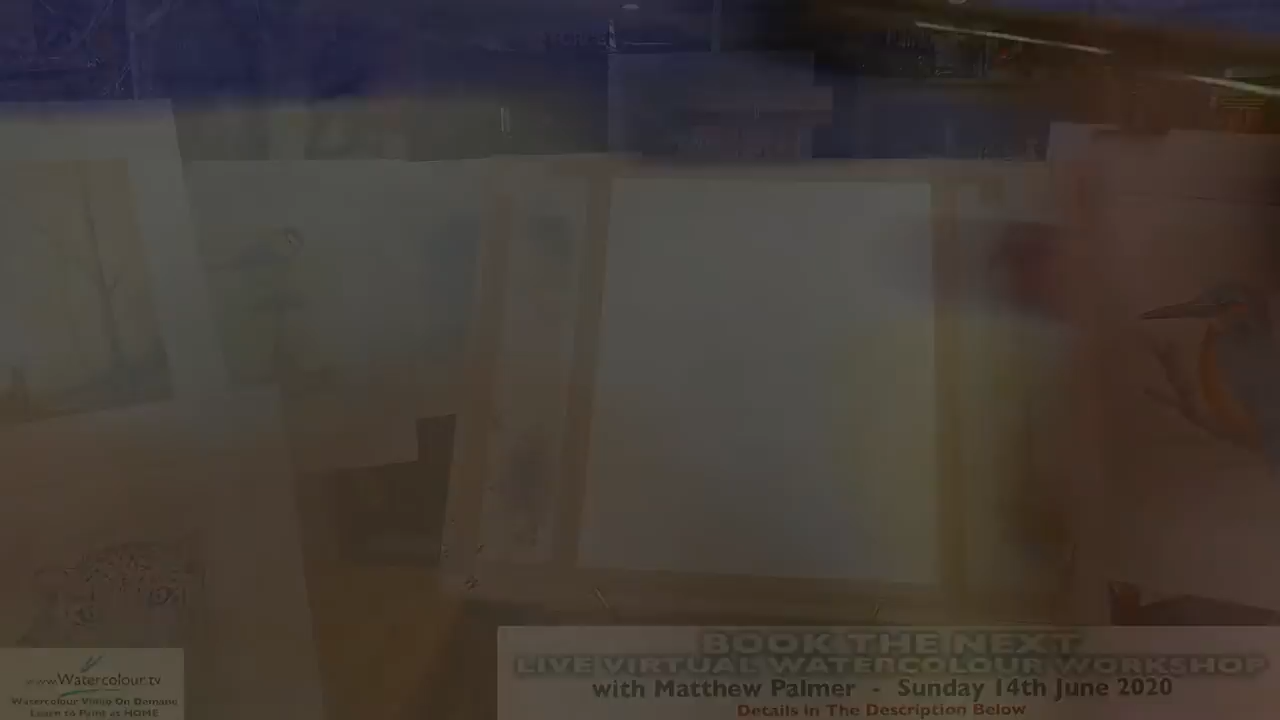 www.Watercolour.tv
Watercolour Video On Demand
Learn to Paint at HOME
BOOK THE NEXT
LIVE VIRTUAL WATERCOLOUR WORKSHOP
with Matthew Palmer - Sunday 14th June 2020
Details in The Description Below